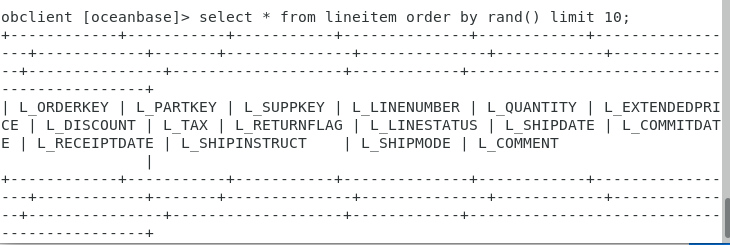 obclient [oceanbase]> select * from lineitem order by rand() limit 10;
+------------+-----------+-----------+--------------+------------+--------------
---+------------+-------+--------------+--------------+------------+------------
--+---------------+-------------------+------------+----------------------------
----------------+
| L_ORDERKEY | L_PARTKEY | L_SUPPKEY | L_LINENUMBER | L_QUANTITY | L_EXTENDEDPRI
CE | L_DISCOUNT | L_TAX | L_RETURNFLAG | L_LINESTATUS | L_SHIPDATE | L_COMMITDAT
E | L_RECEIPTDATE | L_SHIPINSTRUCT    | L_SHIPMODE | L_COMMENT
                |
+------------+-----------+-----------+--------------+------------+--------------
---+------------+-------+--------------+--------------+------------+------------
--+---------------+-------------------+------------+----------------------------
----------------+